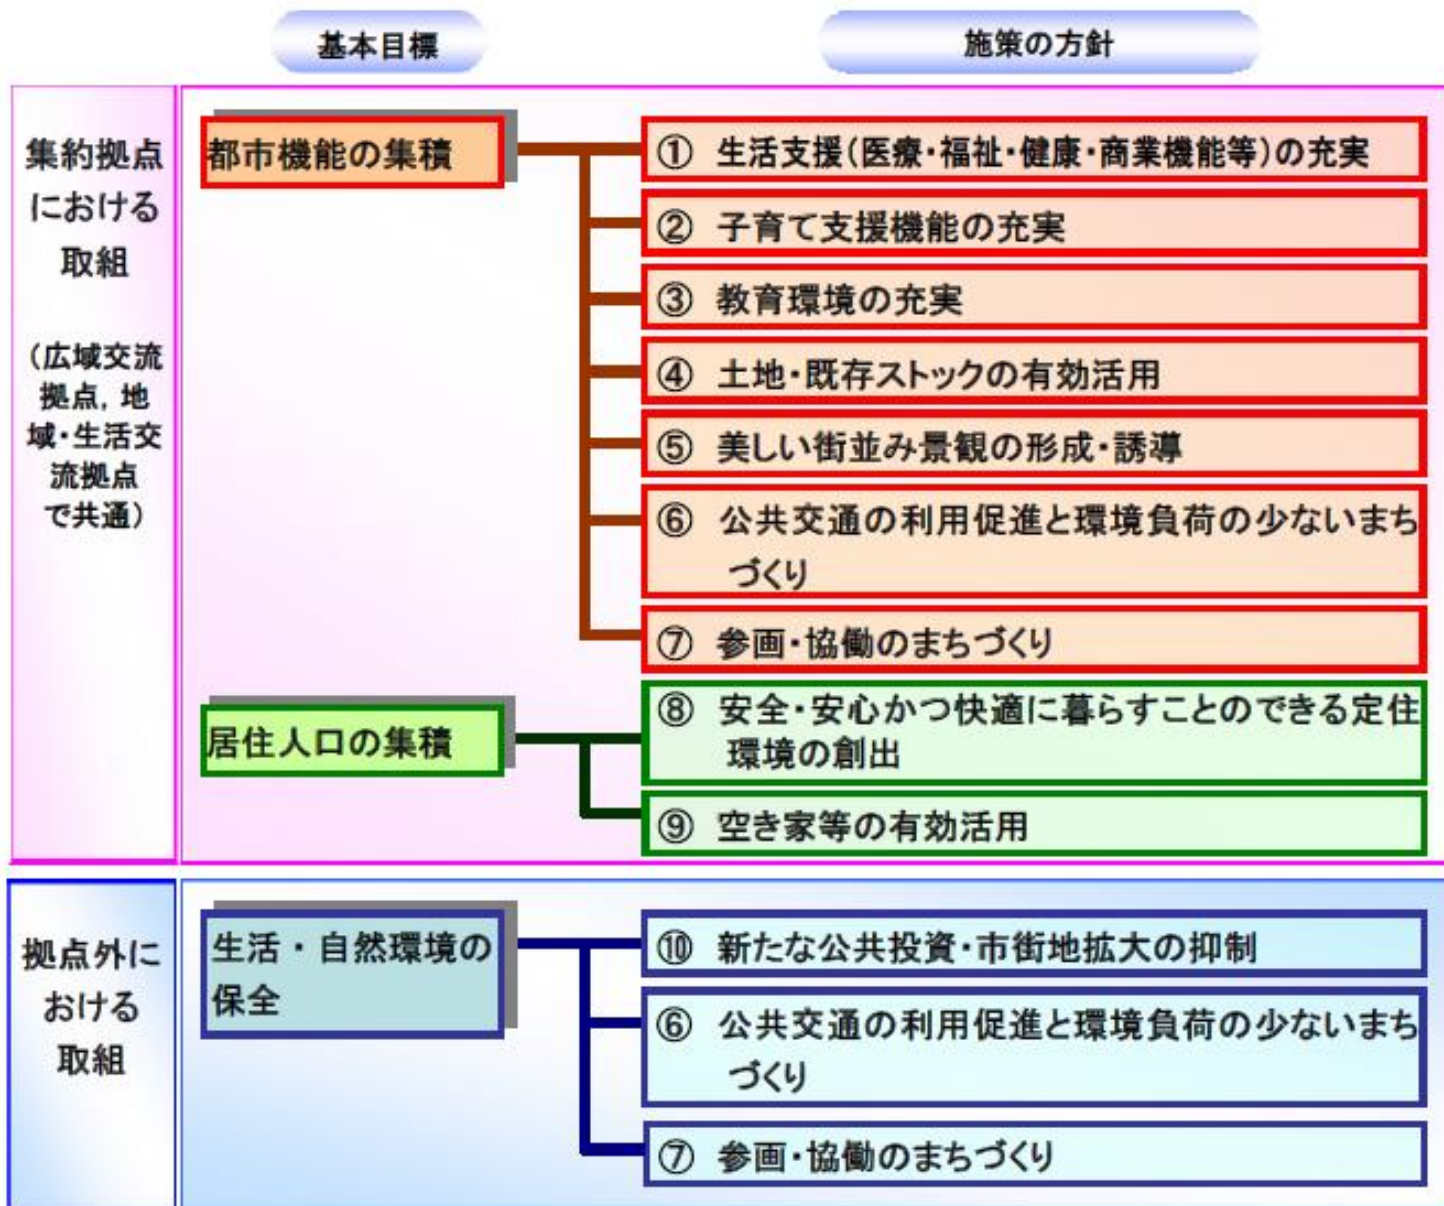 基本目標
施策の方針
集約拠点
における
取組
（広域交流
拠点，地
域・生活交
流拠点
で共通）
都市機能の集積
① 生活支援（医療・福祉・健康・商業機能等）の充実
② 子育て支援機能の充実
③ 教育環境の充実
④ 土地・既存ストックの有効活用
⑤ 美しい街並み景観の形成・誘導
⑥ 公共交通の利用促進と環境負荷の少ないまち
づくり
⑦ 参画・協働のまちづくり
居住人口の集積
⑧ 安全・安心かつ快適に暮らすことのできる定住
環境の創出
⑨ 空き家等の有効活用
拠点外に
おける
取組
生活・自然環境の
保全
⑩ 新たな公共投資・市街地拡大の抑制
⑥ 公共交通の利用促進と環境負荷の少ないまち
づくり
⑦ 参画・協働のまちづくり